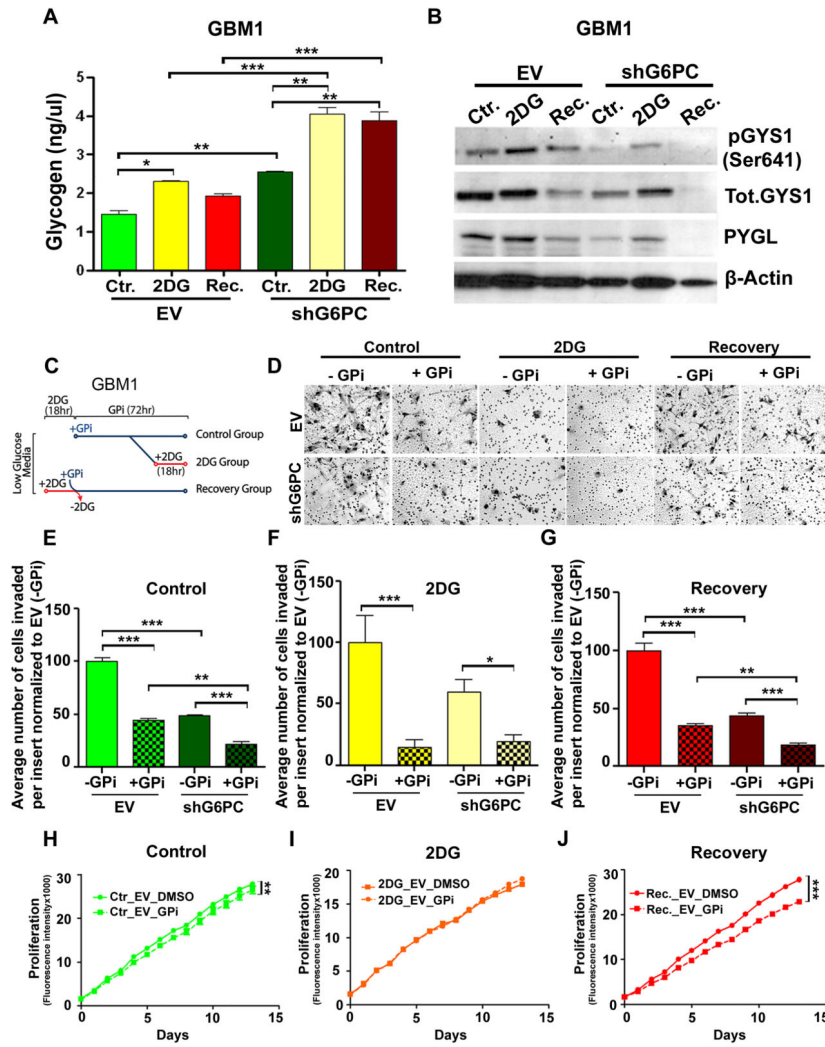 A
GBM1
Glycogen (ng/ul)
5
4
3
2
1
0
*
**
***
***
**
**
Ctr. 2DG Rec. Ctr. 2DG Rec.
EV shG6PC
B
GBM1
EV shG6PC
Ctr. 2DG Rec. Ctr. 2DG Rec.
pGYS1
(Ser641)
Tot.GYS1
PYGL
β-Actin
C
GBM1
2DG
(18hr)
GPi (72hr)
Low Glucose
Media
+GPi
Control Group
+2DG
(18hr)
2DG Group
+GPi
+2DG
Recovery Group
-2DG
D
Control 2DG Recovery
- GPi + GPi - GPi + GPi - GPi + GPi
EV
shG6PC
E
Control
Average number of cells invaded
per insert normalized to EV (-GPi)
150
100
50
0
***
***
**
***
-GPi +GPi -GPi +GPi
EV shG6PC
F
2DG
Average number of cells invaded
per insert normalized to EV (-GPi)
150
100
50
0
***
*
-GPi +GPi -GPi +GPi
EV shG6PC
G
Recovery
Average number of cells invaded
per insert normalized to EV (-GPi)
150
100
50
0
***
***
**
***
-GPi +GPi -GPi +GPi
EV shG6PC
H
Control
Proliferation
(Fluorescence intensityx1000)
30
20
10
0
Ctr_EV_DMSO
Ctr_EV_GPi
**
0 5 10 15
Days
I
2DG
Proliferation
(Fluorescence intensityx1000)
20
15
10
5
0
2DG_EV_DMSO
2DG_EV_GPi
0 5 10 15
Days
J
Recovery
Proliferation
(Fluorescence intensityx1000)
30
20
10
0
Rec._EV_DMSO
Rec._EV_GPi
***
0 5 10 15
Days